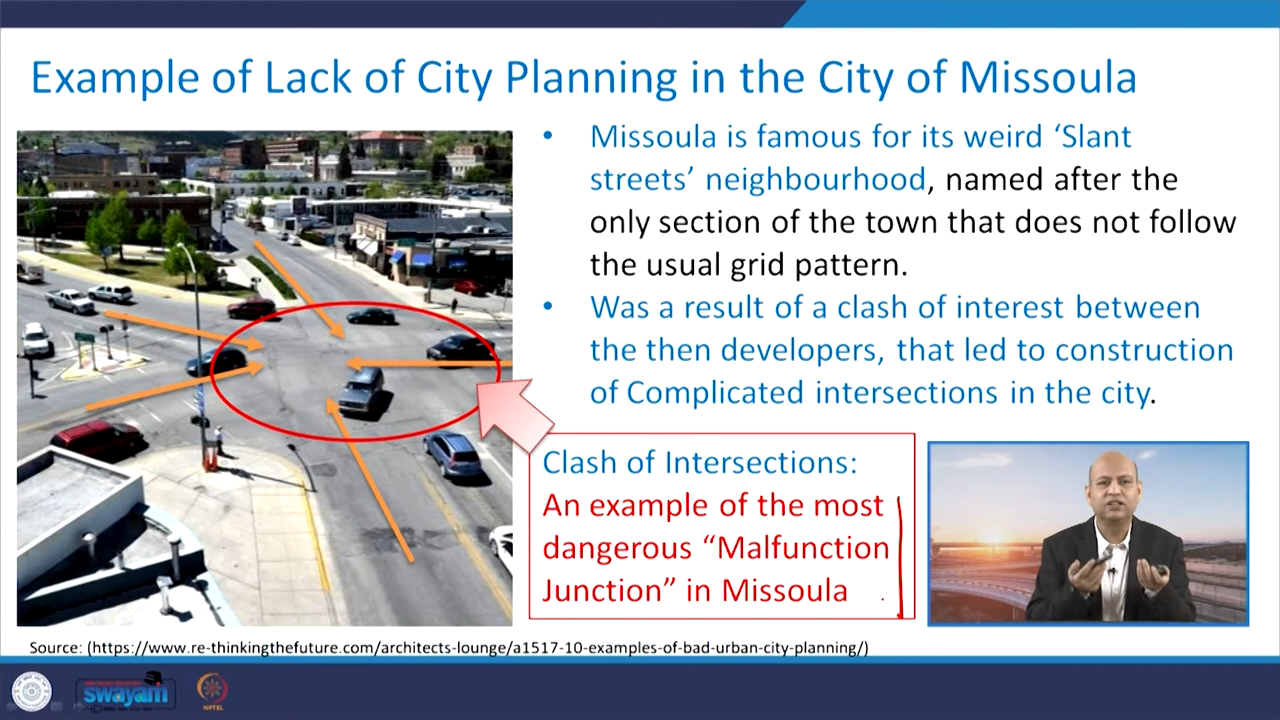 Example of Lack of City Planning in the City of Missoula
• Missoula is famous for its weird ‘Slant
streets’ neighbourhood, named after the
only section of the town that does not follow
the usual grid pattern.
• Was a result of a clash of interest between
the then developers, that led to construction
of Complicated intersections in the city.
Clash of Intersections:
An example of the most
dangerous “Malfunction
Junction” in Missoula
Source: (https://www.re-thinkingthefuture.com/architects-lounge/a1517-10-examples-of-bad-urban-city-planning/)
swayam
NPTEL